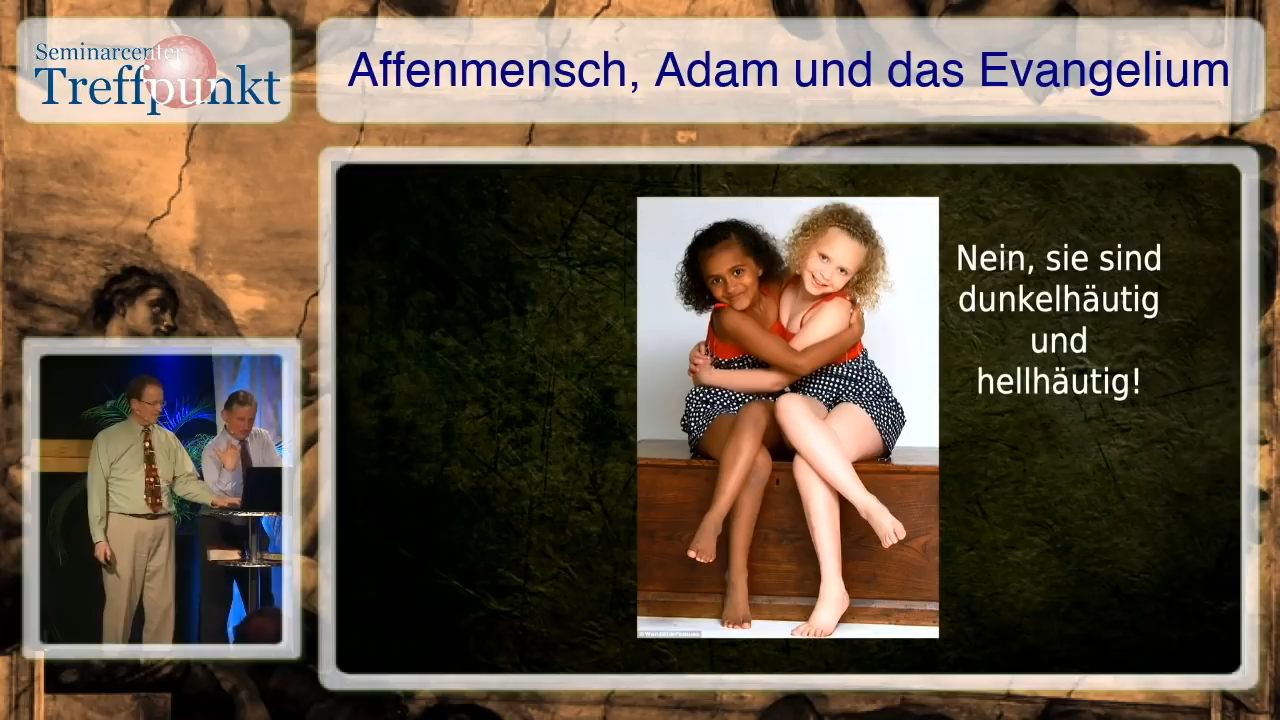 Seminarcenter
Treffpunkt
Affenmensch, Adam und das Evangelium
Nein, sie sind
dunkelhäutig
und
hellhäutig!